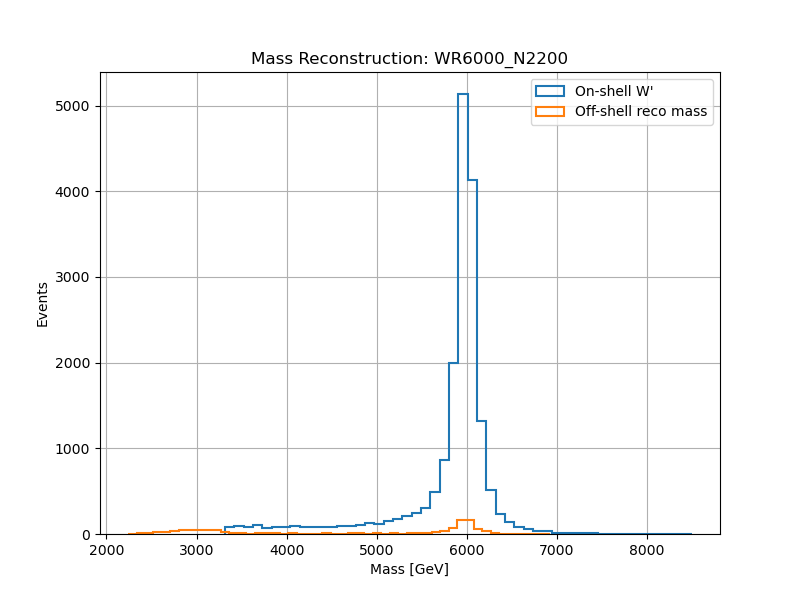 Mass Reconstruction: WR6000_N2200
On-shell W'
Off-shell reco mass
5000
4000
3000
2000
1000
0
Events
2000 3000 4000 5000 6000 7000 8000
Mass [GeV]